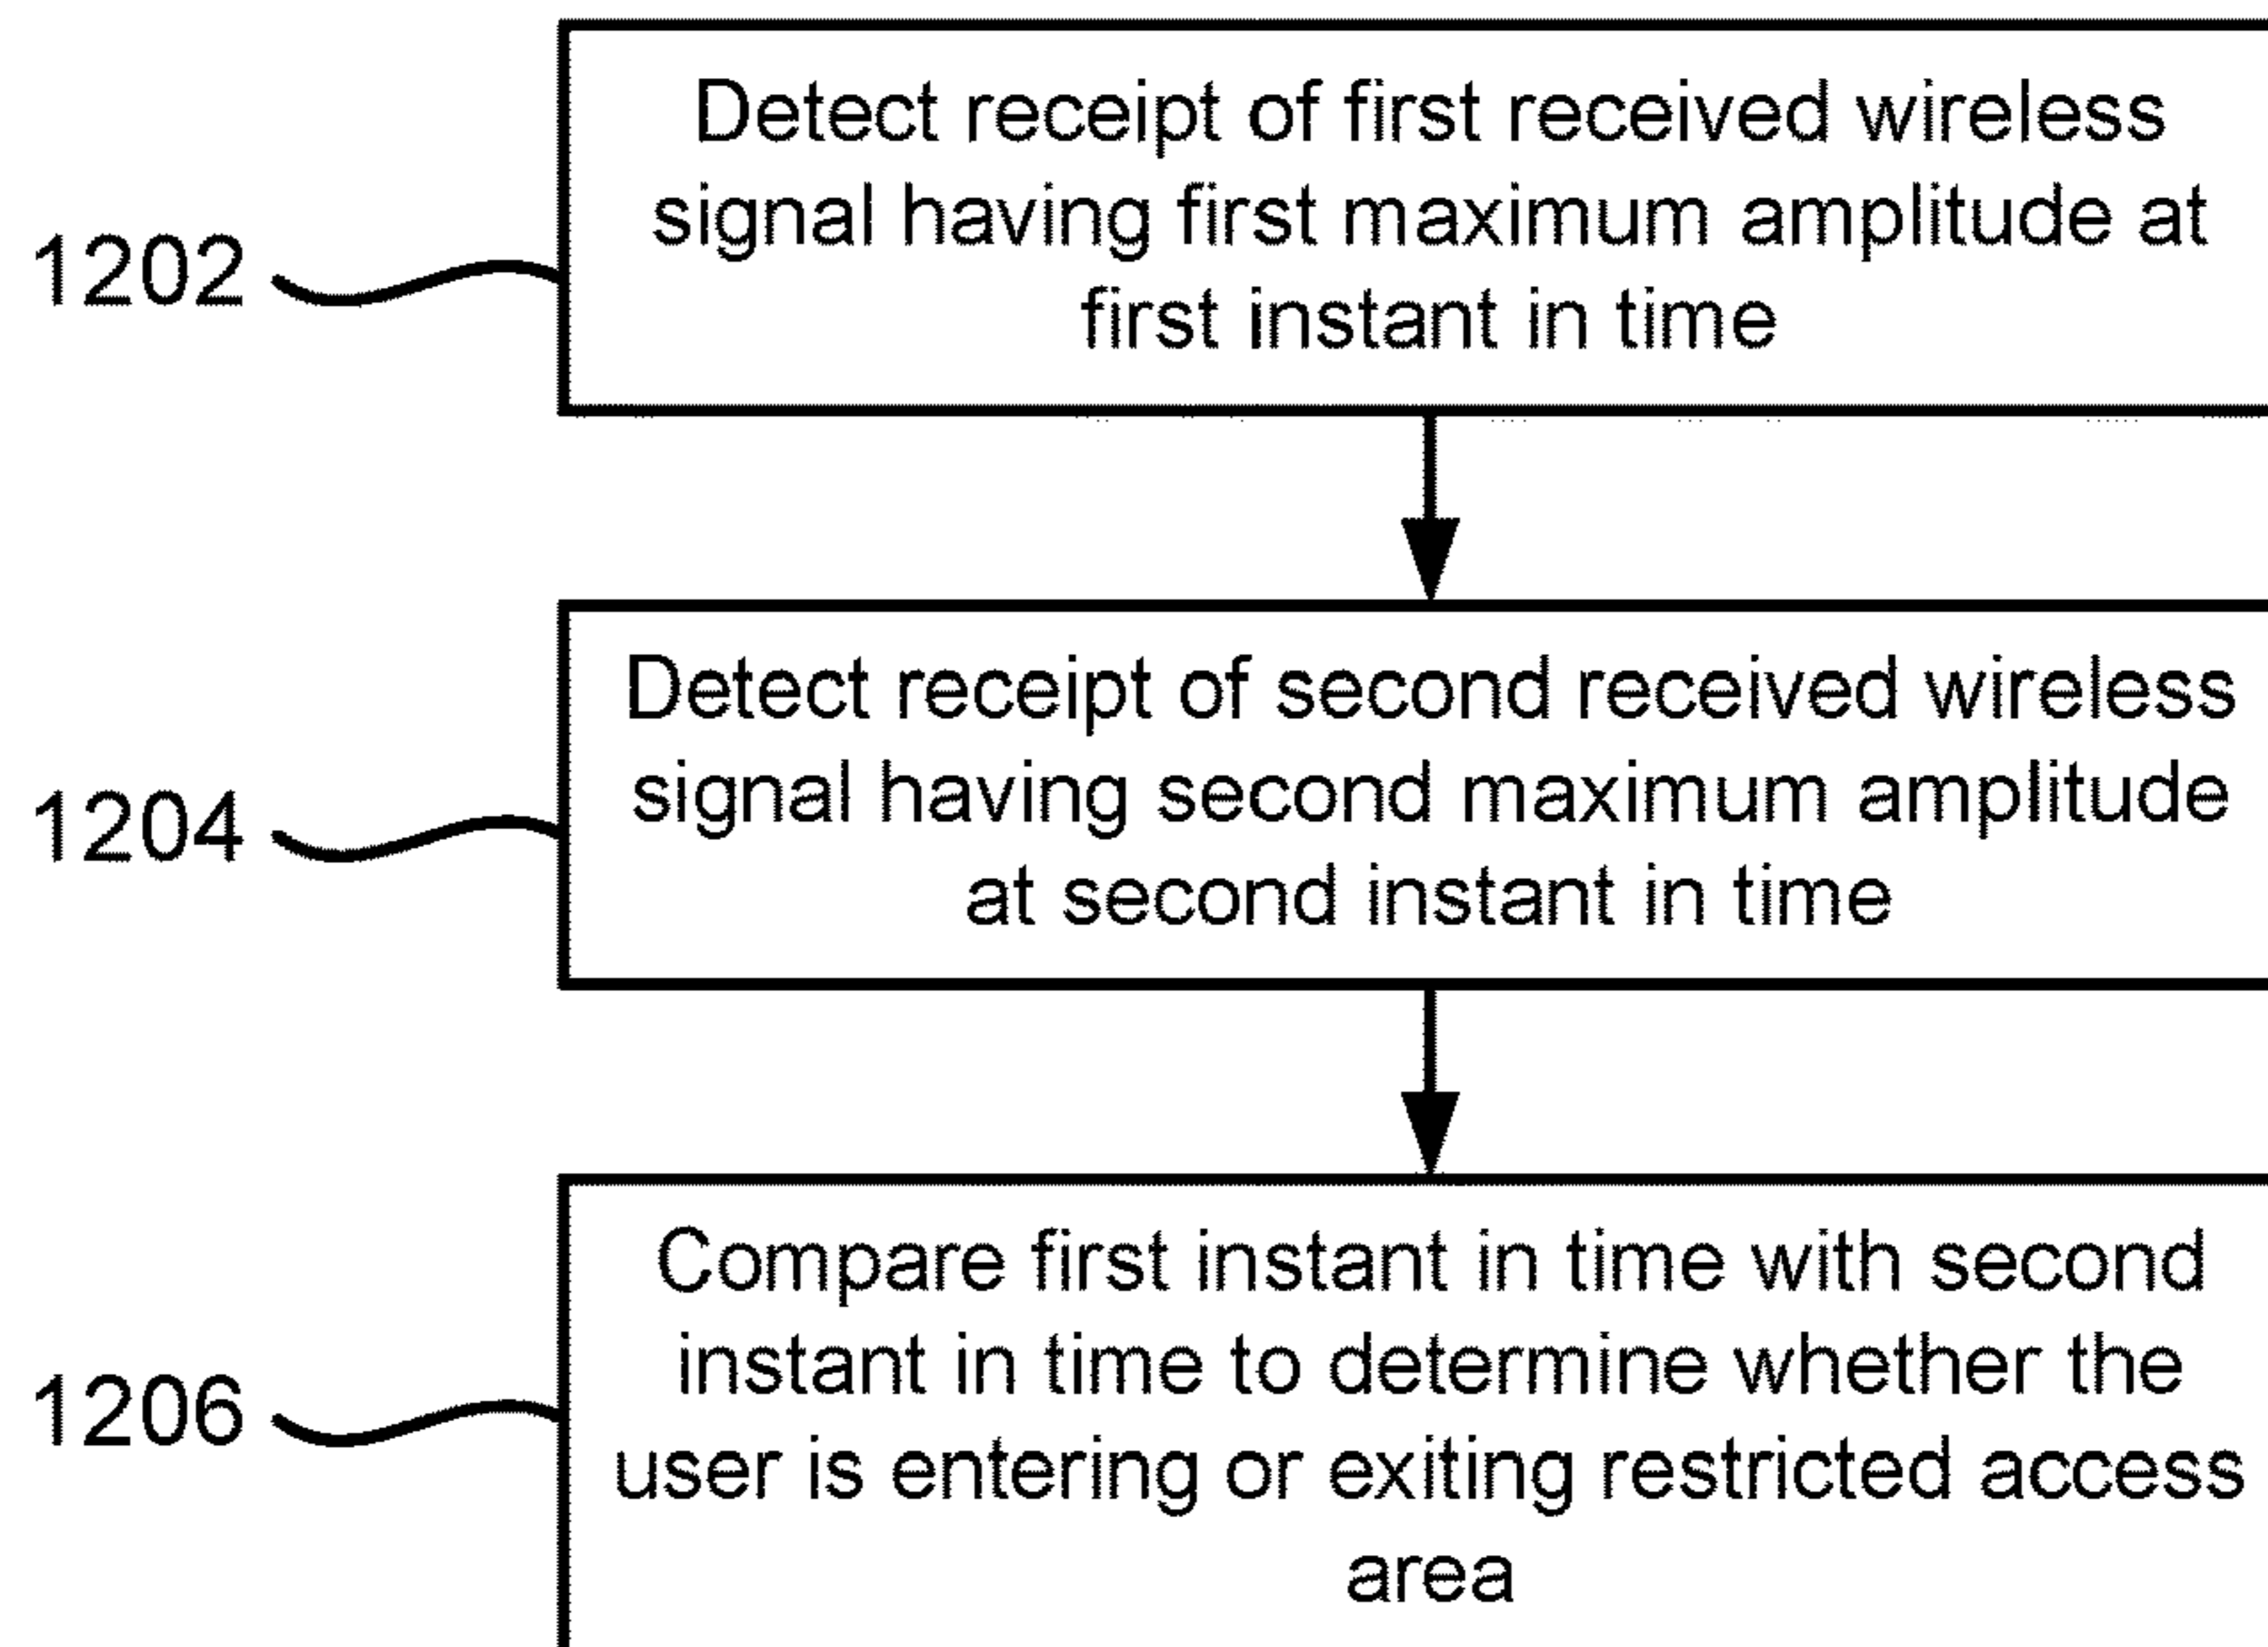 Detect receipt of first received wireless
signal having first maximum amplitude at
first instant in time
1202
Detect receipt of second received wireless
signal having second maximum amplitude
at second instant in time
1204
Compare first instant in time with second
instant in time to determine whether the
user is entering or exiting restricted access
area
1206